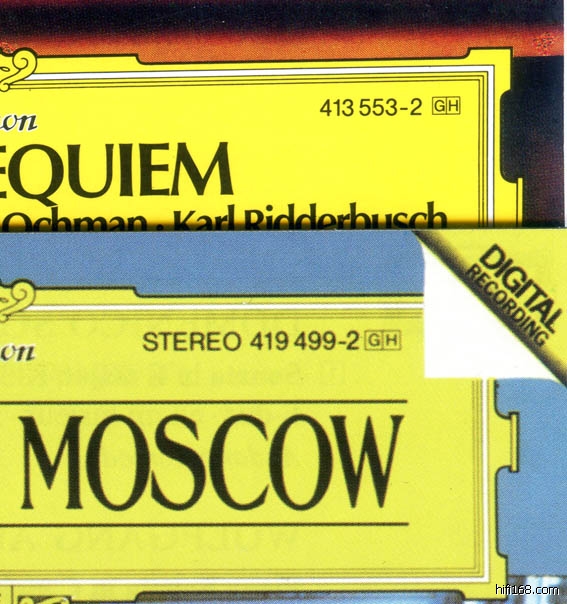 413 553-2 GH
on
EQUIEM
Ochman · Karl Ridderbusch
DIGITAL
RECORDING
STEREO 419 499-2 GH
on
MOSCOW
hifi168.com